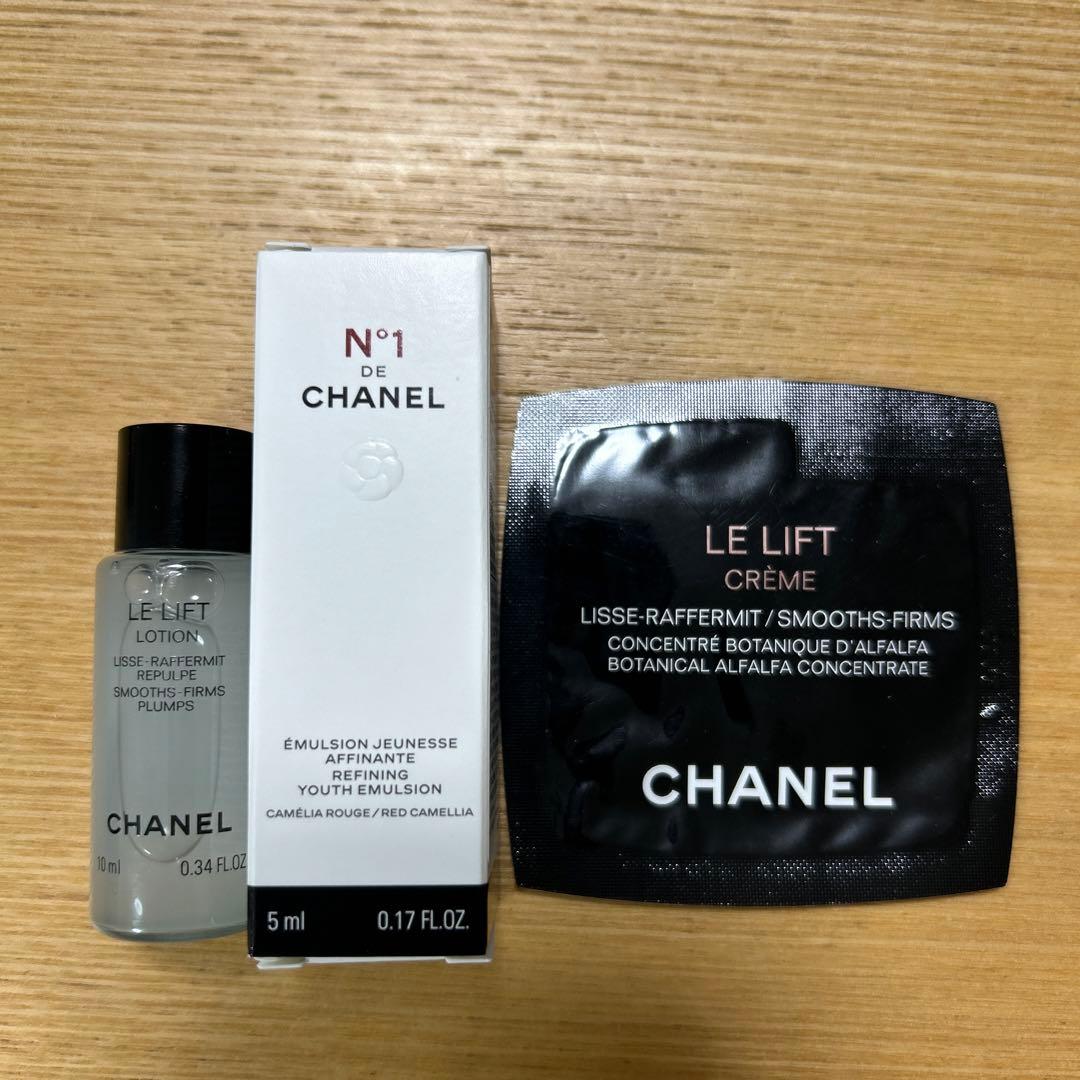 LE LIFT
LOTION
LISSE-RAFFERMIT
REPULPE
SMOOTHS-FIRMS
PLUMPS
CHANEL
10 ml 0.34 FL.OZ
N°1
DE
CHANEL
ÉMULSION JEUNESSE
AFFINANTE
REFINING
YOUTH EMULSION
CAMÉLIA ROUGE / RED CAMELLIA
5 ml 0.17 FL.OZ.
LE LIFT
CRÈME
LISSE-RAFFERMIT / SMOOTHS-FIRMS
CONCENTRÉ BOTANIQUE D'ALFALFA
BOTANICAL ALFALFA CONCENTRATE
CHANEL